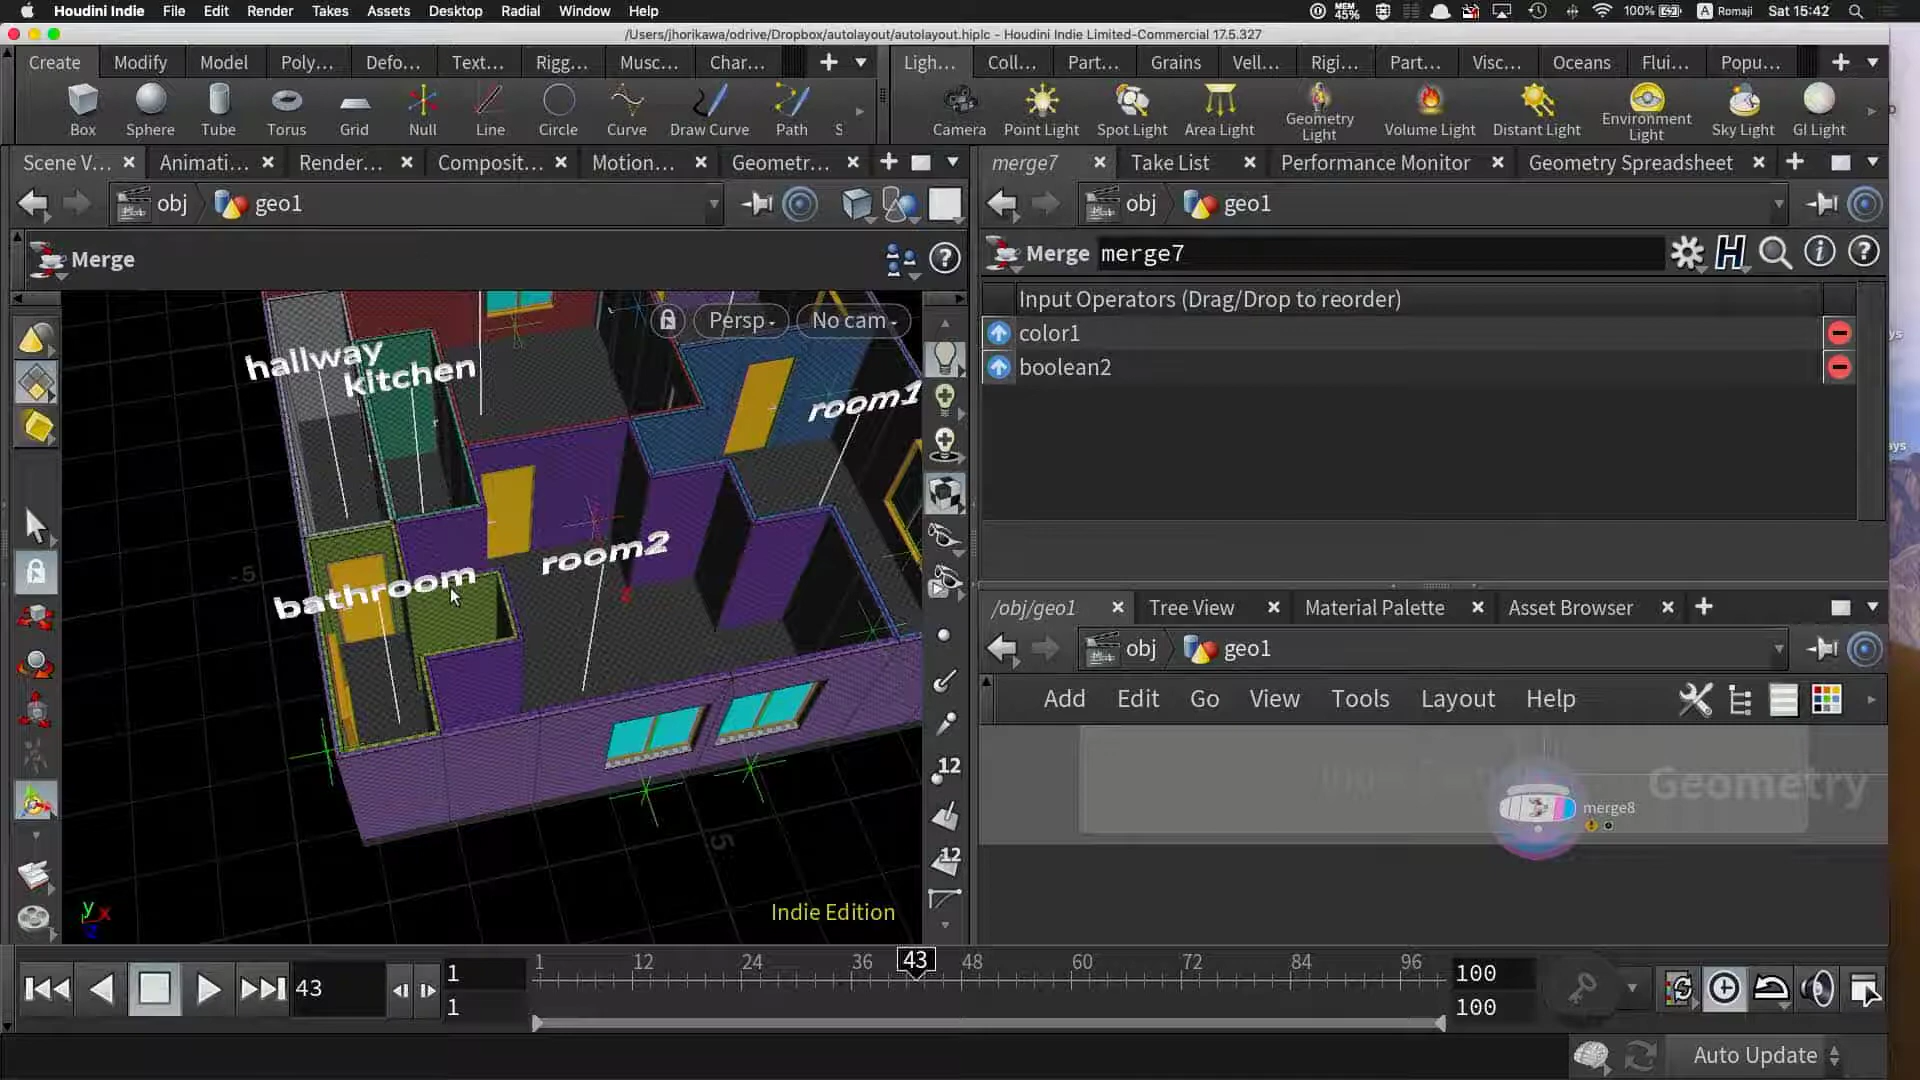 Houdini Indie File Edit Render Takes Assets Desktop Radial Window Help MEM 45% 100% A Romaji Sat 15:42
/Users/jhorikawa/odrive/Dropbox/autolayout/autolayout.hiplc - Houdini Indie Limited-Commercial 17.5.327
Create Modify Model Poly... Defo... Text... Rigg... Musc... Char... Ligh... Coll... Part... Grains Vell... Rigi... Part... Visc... Oceans Flui... Popu...
Box Sphere Tube Torus Grid Null Line Circle Curve Draw Curve Path S
Camera Point Light Spot Light Area Light Geometry Light Volume Light Distant Light Environment Light Sky Light GI Light
Scene V... Animati... Render... Composit... Motion... Geometr...
merge7 Take List Performance Monitor Geometry Spreadsheet
obj geo1
obj geo1
Merge
Merge merge7
Input Operators (Drag/Drop to reorder)
color1
boolean2
Persp No cam
hallway
kitchen
room1
room2
bathroom
-5
z
5
12
12
y x
z
Indie Edition
/obj/geo1 Tree View Material Palette Asset Browser
obj geo1
Add Edit Go View Tools Layout Help
Geometry
merge8
43 1 1 12 24 36 43 48 60 72 84 96 100
1 100
Auto Update